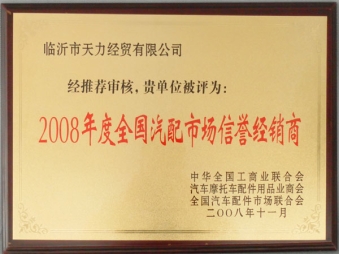 临沂市天力经贸有限公司
经推荐审核,贵单位被评为:
2008年度全国汽配市场信誉经销商
中华全国工商业联合会
汽车摩托车配件用品业商会
全国汽车配件市场联合会
二〇〇八年十一月